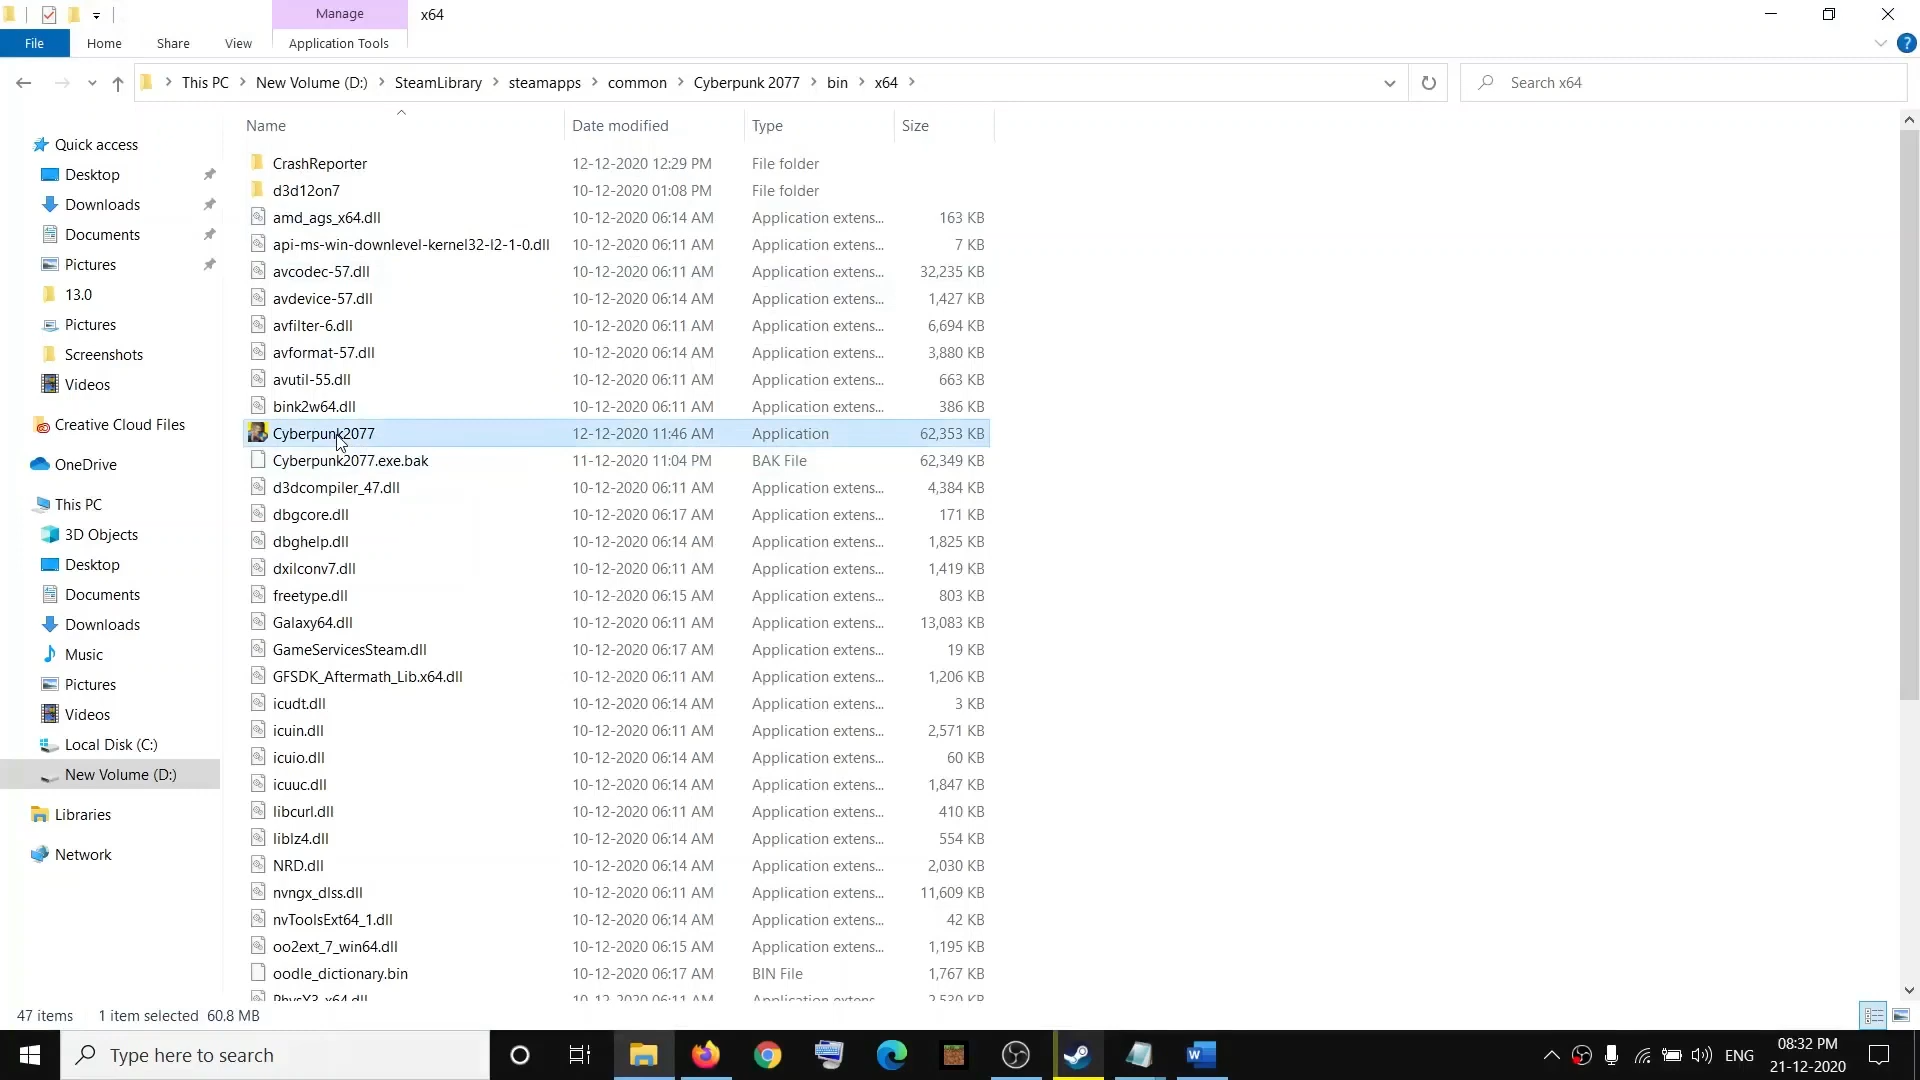 Manage
x64
File
Home
Share
View
Application Tools
?
This PC
New Volume (D:)
SteamLibrary
steamapps
common
Cyberpunk 2077
bin
x64
Search x64
Name
Date modified
Type
Size
Quick access
Desktop
Downloads
Documents
Pictures
13.0
Pictures
Screenshots
Videos
Creative Cloud Files
OneDrive
This PC
3D Objects
Desktop
Documents
Downloads
Music
Pictures
Videos
Local Disk (C:)
New Volume (D:)
Libraries
Network
CrashReporter 12-12-2020 12:29 PM File folder
d3d12on7 10-12-2020 01:08 PM File folder
amd_ags_x64.dll 10-12-2020 06:14 AM Application extens... 163 KB
api-ms-win-downlevel-kernel32-l2-1-0.dll 10-12-2020 06:11 AM Application extens... 7 KB
avcodec-57.dll 10-12-2020 06:11 AM Application extens... 32,235 KB
avdevice-57.dll 10-12-2020 06:14 AM Application extens... 1,427 KB
avfilter-6.dll 10-12-2020 06:11 AM Application extens... 6,694 KB
avformat-57.dll 10-12-2020 06:14 AM Application extens... 3,880 KB
avutil-55.dll 10-12-2020 06:11 AM Application extens... 663 KB
bink2w64.dll 10-12-2020 06:11 AM Application extens... 386 KB
Cyberpunk2077 12-12-2020 11:46 AM Application 62,353 KB
Cyberpunk2077.exe.bak 11-12-2020 11:04 PM BAK File 62,349 KB
d3dcompiler_47.dll 10-12-2020 06:11 AM Application extens... 4,384 KB
dbgcore.dll 10-12-2020 06:17 AM Application extens... 171 KB
dbghelp.dll 10-12-2020 06:14 AM Application extens... 1,825 KB
dxilconv7.dll 10-12-2020 06:11 AM Application extens... 1,419 KB
freetype.dll 10-12-2020 06:15 AM Application extens... 803 KB
Galaxy64.dll 10-12-2020 06:11 AM Application extens... 13,083 KB
GameServicesSteam.dll 10-12-2020 06:17 AM Application extens... 19 KB
GFSDK_Aftermath_Lib.x64.dll 10-12-2020 06:11 AM Application extens... 1,206 KB
icudt.dll 10-12-2020 06:14 AM Application extens... 3 KB
icuin.dll 10-12-2020 06:11 AM Application extens... 2,571 KB
icuio.dll 10-12-2020 06:14 AM Application extens... 60 KB
icuuc.dll 10-12-2020 06:14 AM Application extens... 1,847 KB
libcurl.dll 10-12-2020 06:11 AM Application extens... 410 KB
liblz4.dll 10-12-2020 06:14 AM Application extens... 554 KB
NRD.dll 10-12-2020 06:14 AM Application extens... 2,030 KB
nvngx_dlss.dll 10-12-2020 06:11 AM Application extens... 11,609 KB
nvToolsExt64_1.dll 10-12-2020 06:14 AM Application extens... 42 KB
oo2ext_7_win64.dll 10-12-2020 06:15 AM Application extens... 1,195 KB
oodle_dictionary.bin 10-12-2020 06:17 AM BIN File 1,767 KB
PhysX3_x64.dll 10-12-2020 06:11 AM Application extens... 2,530 KB
47 items 1 item selected 60.8 MB
Type here to search
W
ENG
08:32 PM
21-12-2020